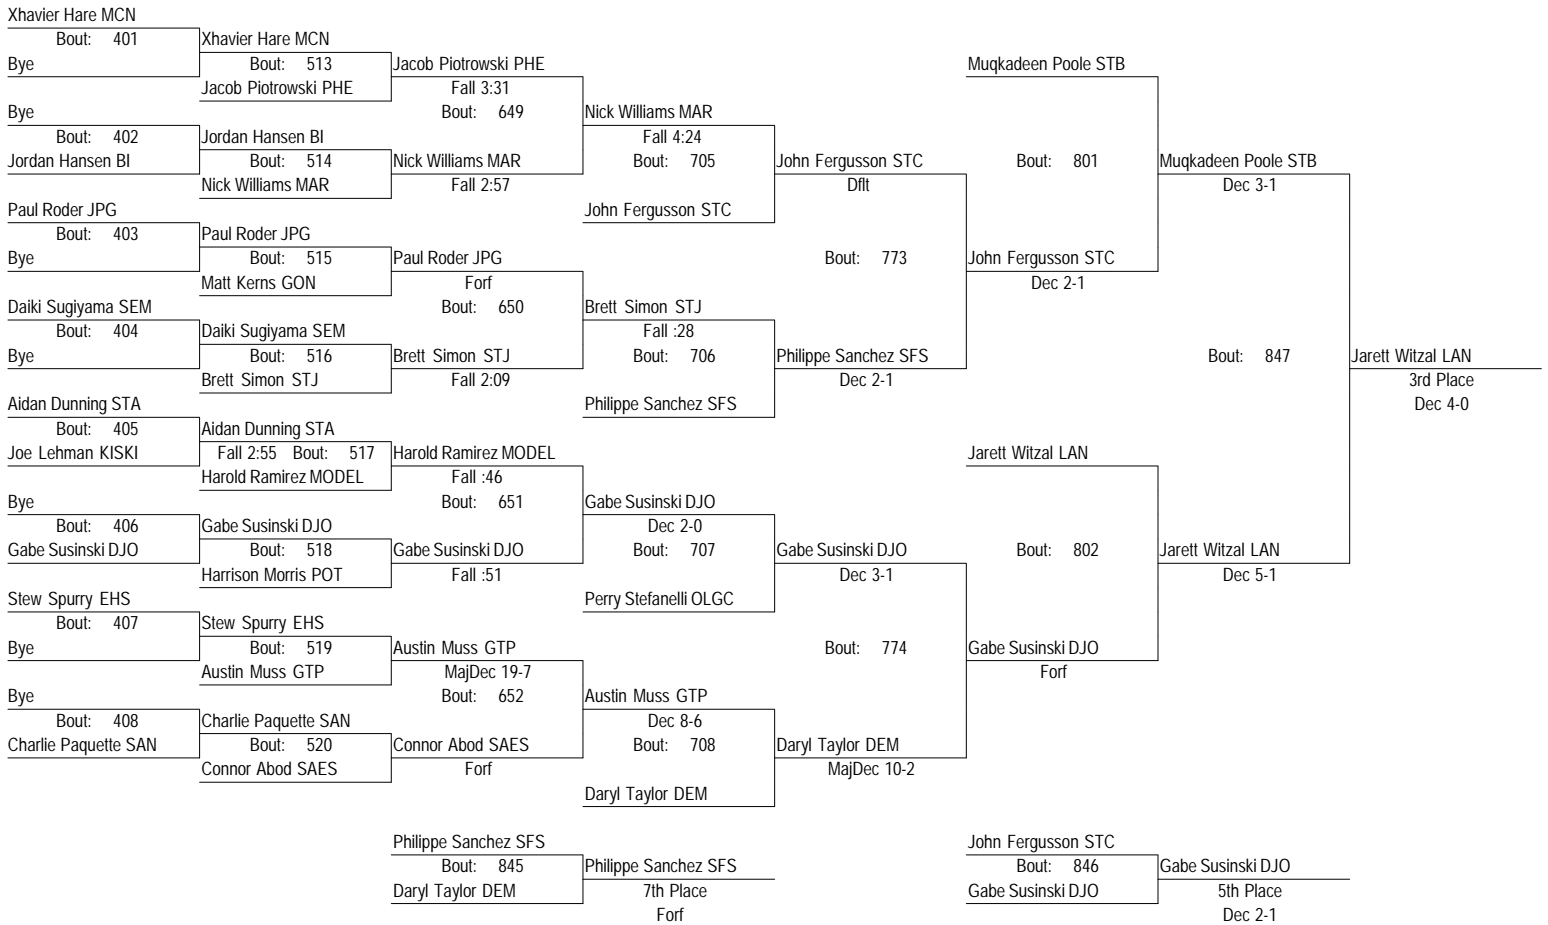 Xhavier Hare MCN
Bout: 401 Xhavier Hare MCN
Bye Bout: 513 Jacob Piotrowski PHE Muqkadeen Poole STB
Jacob Piotrowski PHE Fall 3:31
Bye Bout: 649 Nick Williams MAR
Bout: 402 Jordan Hansen BI Fall 4:24
Jordan Hansen BI Bout: 514 Nick Williams MAR Bout: 705 John Fergusson STC Bout: 801 Muqkadeen Poole STB
Nick Williams MAR Fall 2:57 Dflt Dec 3-1
Paul Roder JPG John Fergusson STC
Bout: 403 Paul Roder JPG
Bye Bout: 515 Paul Roder JPG Bout: 773 John Fergusson STC
Matt Kerns GON Forf Dec 2-1
Daiki Sugiyama SEM Bout: 650 Brett Simon STJ
Bout: 404 Daiki Sugiyama SEM Fall :28
Bye Bout: 516 Brett Simon STJ Bout: 706 Philippe Sanchez SFS Bout: 847 Jarett Witzal LAN
Brett Simon STJ Fall 2:09 Dec 2-1 3rd Place
Aidan Dunning STA Philippe Sanchez SFS Dec 4-0
Bout: 405 Aidan Dunning STA
Joe Lehman KISKI Fall 2:55 Bout: 517 Harold Ramirez MODEL Jarett Witzal LAN
Harold Ramirez MODEL Fall :46
Bye Bout: 651 Gabe Susinski DJO
Bout: 406 Gabe Susinski DJO Dec 2-0
Gabe Susinski DJO Bout: 518 Gabe Susinski DJO Bout: 707 Gabe Susinski DJO Bout: 802 Jarett Witzal LAN
Harrison Morris POT Fall :51 Dec 3-1 Dec 5-1
Stew Spurry EHS Perry Stefanelli OLGC
Bout: 407 Stew Spurry EHS
Bye Bout: 519 Austin Muss GTP Bout: 774 Gabe Susinski DJO
Austin Muss GTP MajDec 19-7 Forf
Bye Bout: 652 Austin Muss GTP
Bout: 408 Charlie Paquette SAN Dec 8-6
Charlie Paquette SAN Bout: 520 Connor Abod SAES Bout: 708 Daryl Taylor DEM
Connor Abod SAES Forf MajDec 10-2
Daryl Taylor DEM
Philippe Sanchez SFS John Fergusson STC
Bout: 845 Philippe Sanchez SFS Bout: 846 Gabe Susinski DJO
Daryl Taylor DEM 7th Place Gabe Susinski DJO 5th Place
Forf Dec 2-1